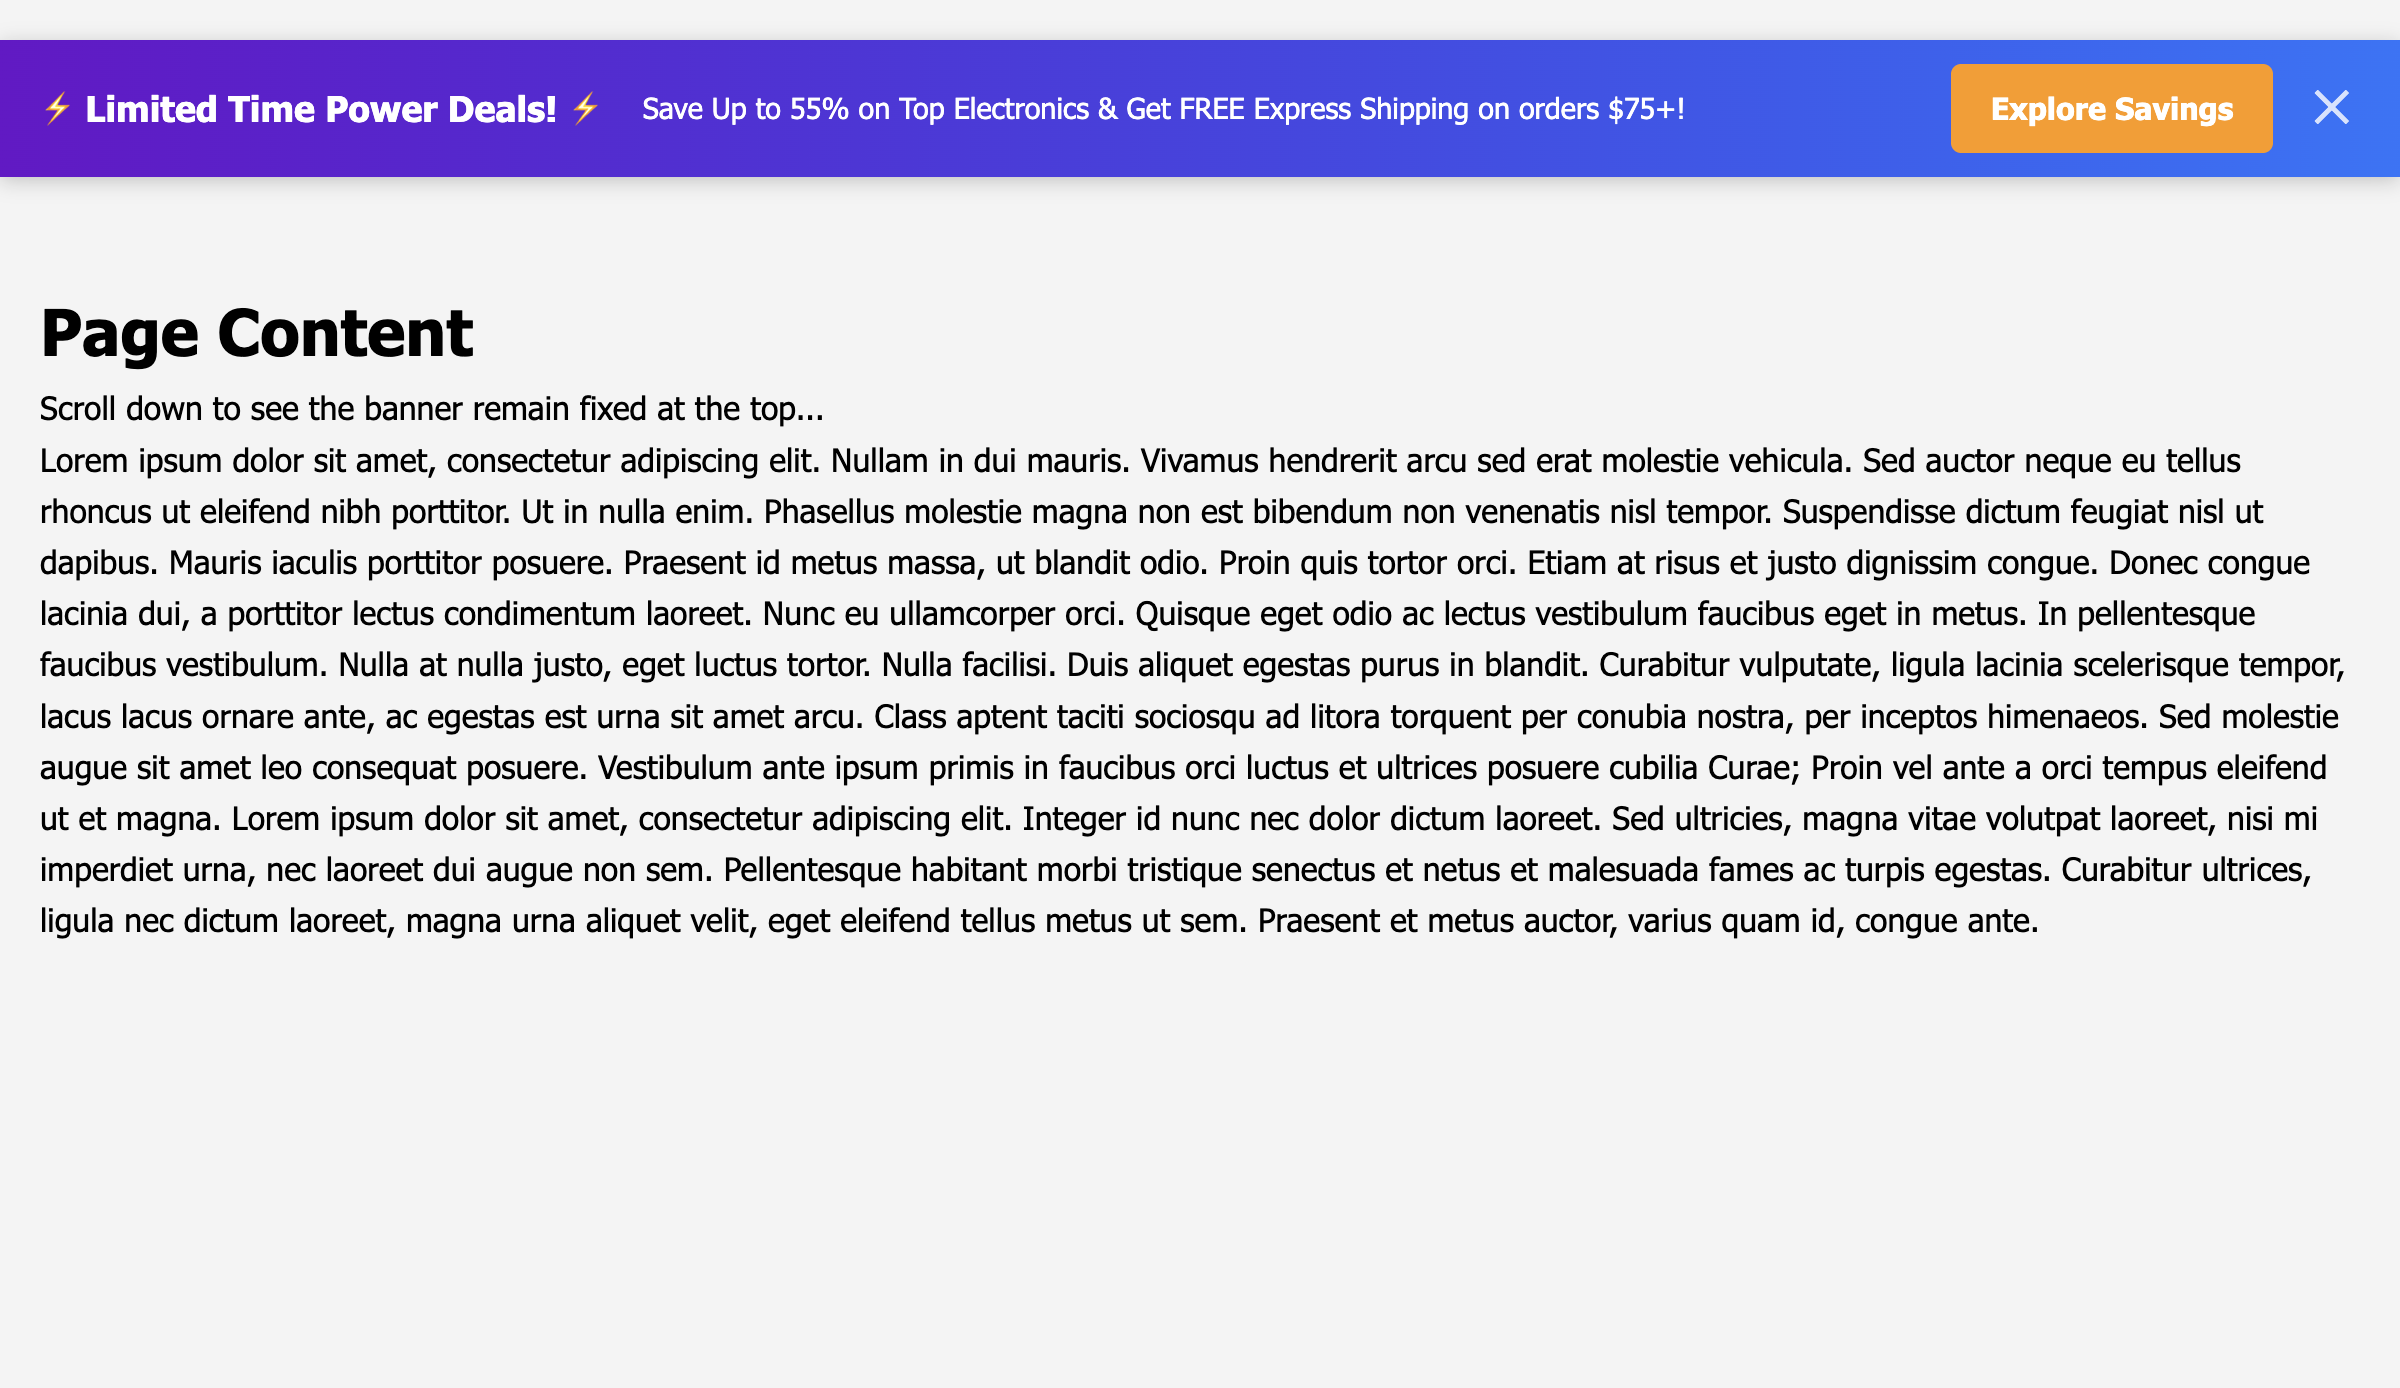 ⚡ Limited Time Power Deals! ⚡ Save Up to 55% on Top Electronics & Get FREE Express Shipping on orders $75+! Explore Savings ✕
Page Content
Scroll down to see the banner remain fixed at the top...
Lorem ipsum dolor sit amet, consectetur adipiscing elit. Nullam in dui mauris. Vivamus hendrerit arcu sed erat molestie vehicula. Sed auctor neque eu tellus
rhoncus ut eleifend nibh porttitor. Ut in nulla enim. Phasellus molestie magna non est bibendum non venenatis nisl tempor. Suspendisse dictum feugiat nisl ut
dapibus. Mauris iaculis porttitor posuere. Praesent id metus massa, ut blandit odio. Proin quis tortor orci. Etiam at risus et justo dignissim congue. Donec congue
lacinia dui, a porttitor lectus condimentum laoreet. Nunc eu ullamcorper orci. Quisque eget odio ac lectus vestibulum faucibus eget in metus. In pellentesque
faucibus vestibulum. Nulla at nulla justo, eget luctus tortor. Nulla facilisi. Duis aliquet egestas purus in blandit. Curabitur vulputate, ligula lacinia scelerisque tempor,
lacus lacus ornare ante, ac egestas est urna sit amet arcu. Class aptent taciti sociosqu ad litora torquent per conubia nostra, per inceptos himenaeos. Sed molestie
augue sit amet leo consequat posuere. Vestibulum ante ipsum primis in faucibus orci luctus et ultrices posuere cubilia Curae; Proin vel ante a orci tempus eleifend
ut et magna. Lorem ipsum dolor sit amet, consectetur adipiscing elit. Integer id nunc nec dolor dictum laoreet. Sed ultricies, magna vitae volutpat laoreet, nisi mi
imperdiet urna, nec laoreet dui augue non sem. Pellentesque habitant morbi tristique senectus et netus et malesuada fames ac turpis egestas. Curabitur ultrices,
ligula nec dictum laoreet, magna urna aliquet velit, eget eleifend tellus metus ut sem. Praesent et metus auctor, varius quam id, congue ante.